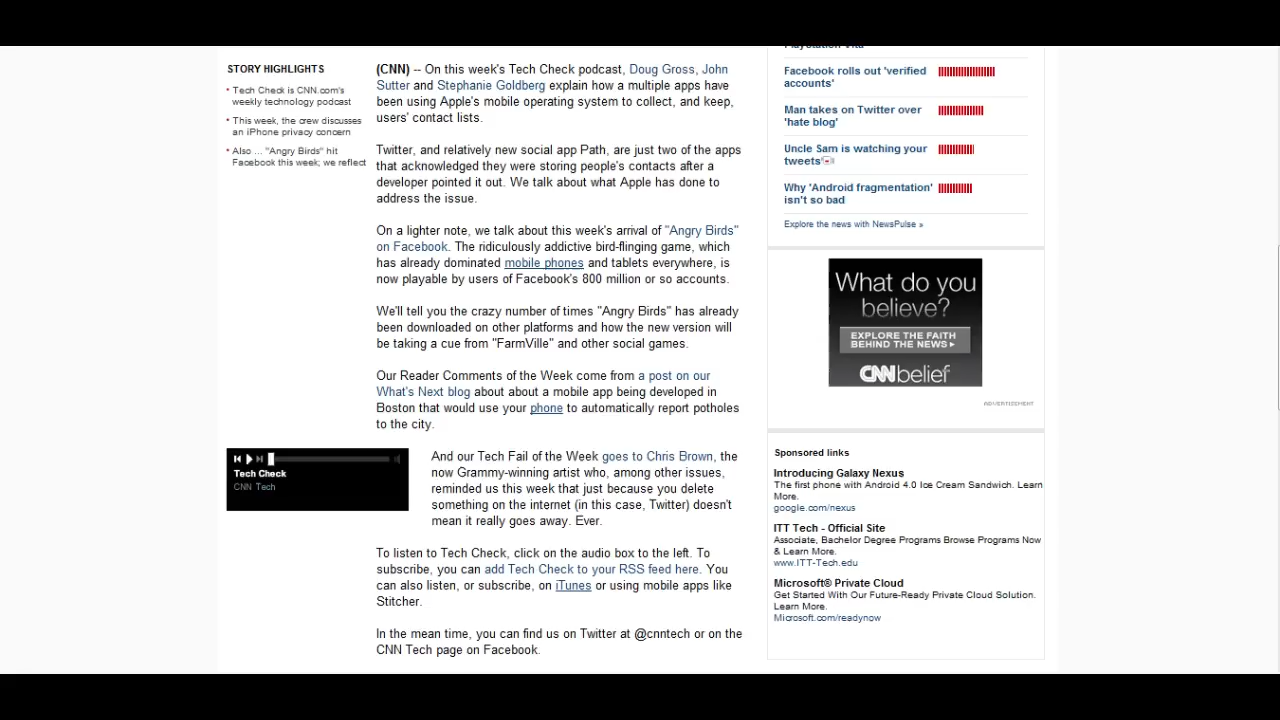 STORY HIGHLIGHTS
Tech Check is CNN.com's
weekly technology podcast
This week, the crew discusses
an iPhone privacy concern
Also ... "Angry Birds" hit
Facebook this week; we reflect
(CNN) -- On this week's Tech Check podcast, Doug Gross, John
Sutter and Stephanie Goldberg explain how a multiple apps have
been using Apple's mobile operating system to collect, and keep,
users' contact lists.
Twitter, and relatively new social app Path, are just two of the apps
that acknowledged they were storing people's contacts after a
developer pointed it out. We talk about what Apple has done to
address the issue.
On a lighter note, we talk about this week's arrival of "Angry Birds"
on Facebook. The ridiculously addictive bird-flinging game, which
has already dominated mobile phones and tablets everywhere, is
now playable by users of Facebook's 800 million or so accounts.
We'll tell you the crazy number of times "Angry Birds" has already
been downloaded on other platforms and how the new version will
be taking a cue from "FarmVille" and other social games.
Our Reader Comments of the Week come from a post on our
What's Next blog about about a mobile app being developed in
Boston that would use your phone to automatically report potholes
to the city.
Tech Check
CNN Tech
And our Tech Fail of the Week goes to Chris Brown, the
now Grammy-winning artist who, among other issues,
reminded us this week that just because you delete
something on the internet (in this case, Twitter) doesn't
mean it really goes away. Ever.
To listen to Tech Check, click on the audio box to the left. To
subscribe, you can add Tech Check to your RSS feed here. You
can also listen, or subscribe, on iTunes or using mobile apps like
Stitcher.
In the mean time, you can find us on Twitter at @cnntech or on the
CNN Tech page on Facebook.
PlayStation Vita
Facebook rolls out 'verified
accounts'
Man takes on Twitter over
'hate blog'
Uncle Sam is watching your
tweets
Why 'Android fragmentation'
isn't so bad
Explore the news with NewsPulse »
What do you
believe?
EXPLORE THE FAITH
BEHIND THE NEWS ▸
CNN belief
ADVERTISEMENT
Sponsored links
Introducing Galaxy Nexus
The first phone with Android 4.0 Ice Cream Sandwich. Learn
More.
google.com/nexus
ITT Tech - Official Site
Associate, Bachelor Degree Programs Browse Programs Now
& Learn More.
www.ITT-Tech.edu
Microsoft® Private Cloud
Get Started With Our Future-Ready Private Cloud Solution.
Learn More.
Microsoft.com/readynow